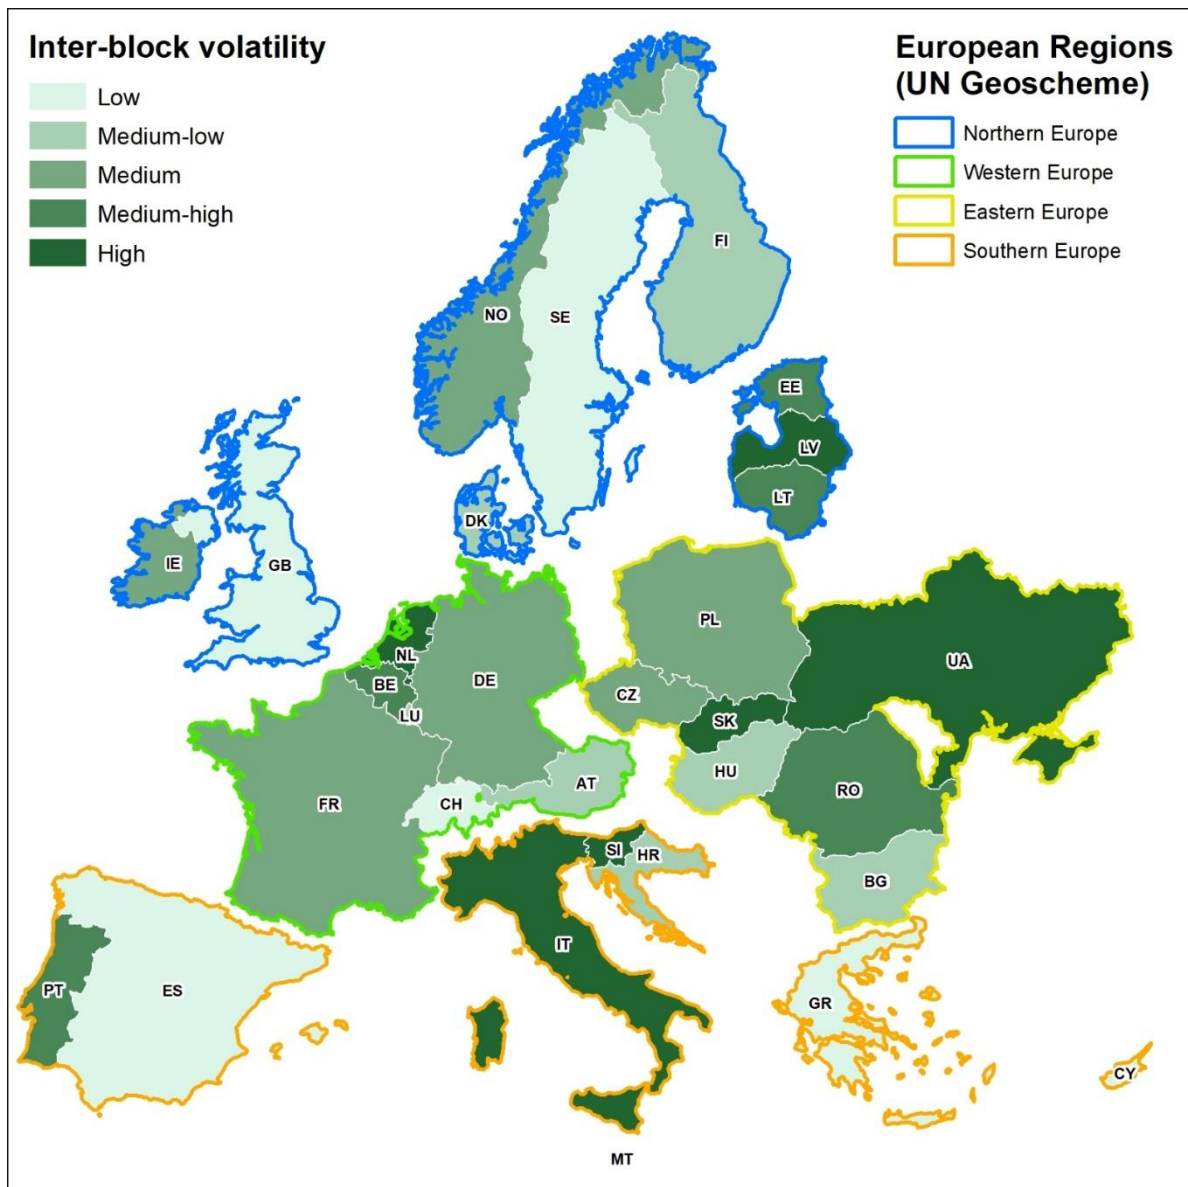 Inter-block volatility
Low
Medium-low
Medium
Medium-high
High
European Regions
(UN Geoscheme)
Northern Europe
Western Europe
Eastern Europe
Southern Europe
FI
NO
SE
EE
LV
LT
DK
IE
GB
PL
NL
UA
DE
BE
CZ
LU
SK
HU
AT
RO
FR
CH
SI
HR
BG
IT
PT
ES
GR
CY
MT